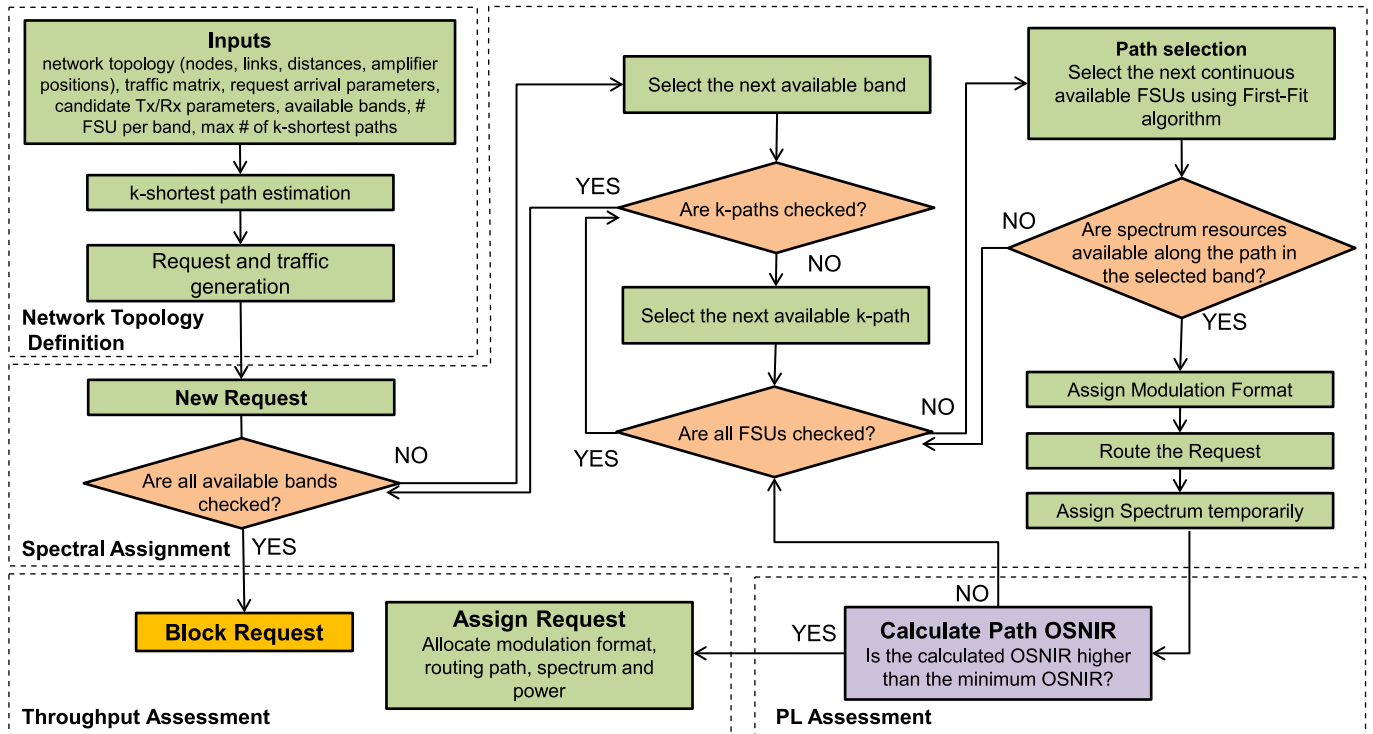 Inputs
network topology (nodes, links, distances, amplifier
positions), traffic matrix, request arrival parameters,
candidate Tx/Rx parameters, available bands, #
FSU per band, max # of k-shortest paths
k-shortest path estimation
Request and traffic
generation
Network Topology
Definition
New Request
Are all available bands
checked?
NO
YES
Spectral Assignment
Select the next available band
YES
Are k-paths checked?
NO
Select the next available k-path
Are all FSUs checked?
YES
NO
Path selection
Select the next continuous
available FSUs using First-Fit
algorithm
NO
Are spectrum resources
available along the path in
the selected band?
YES
Assign Modulation Format
Route the Request
Assign Spectrum temporarily
Block Request
Assign Request
Allocate modulation format,
routing path, spectrum and
power
Throughput Assessment
YES
NO
Calculate Path OSNIR
Is the calculated OSNIR higher
than the minimum OSNIR?
PL Assessment